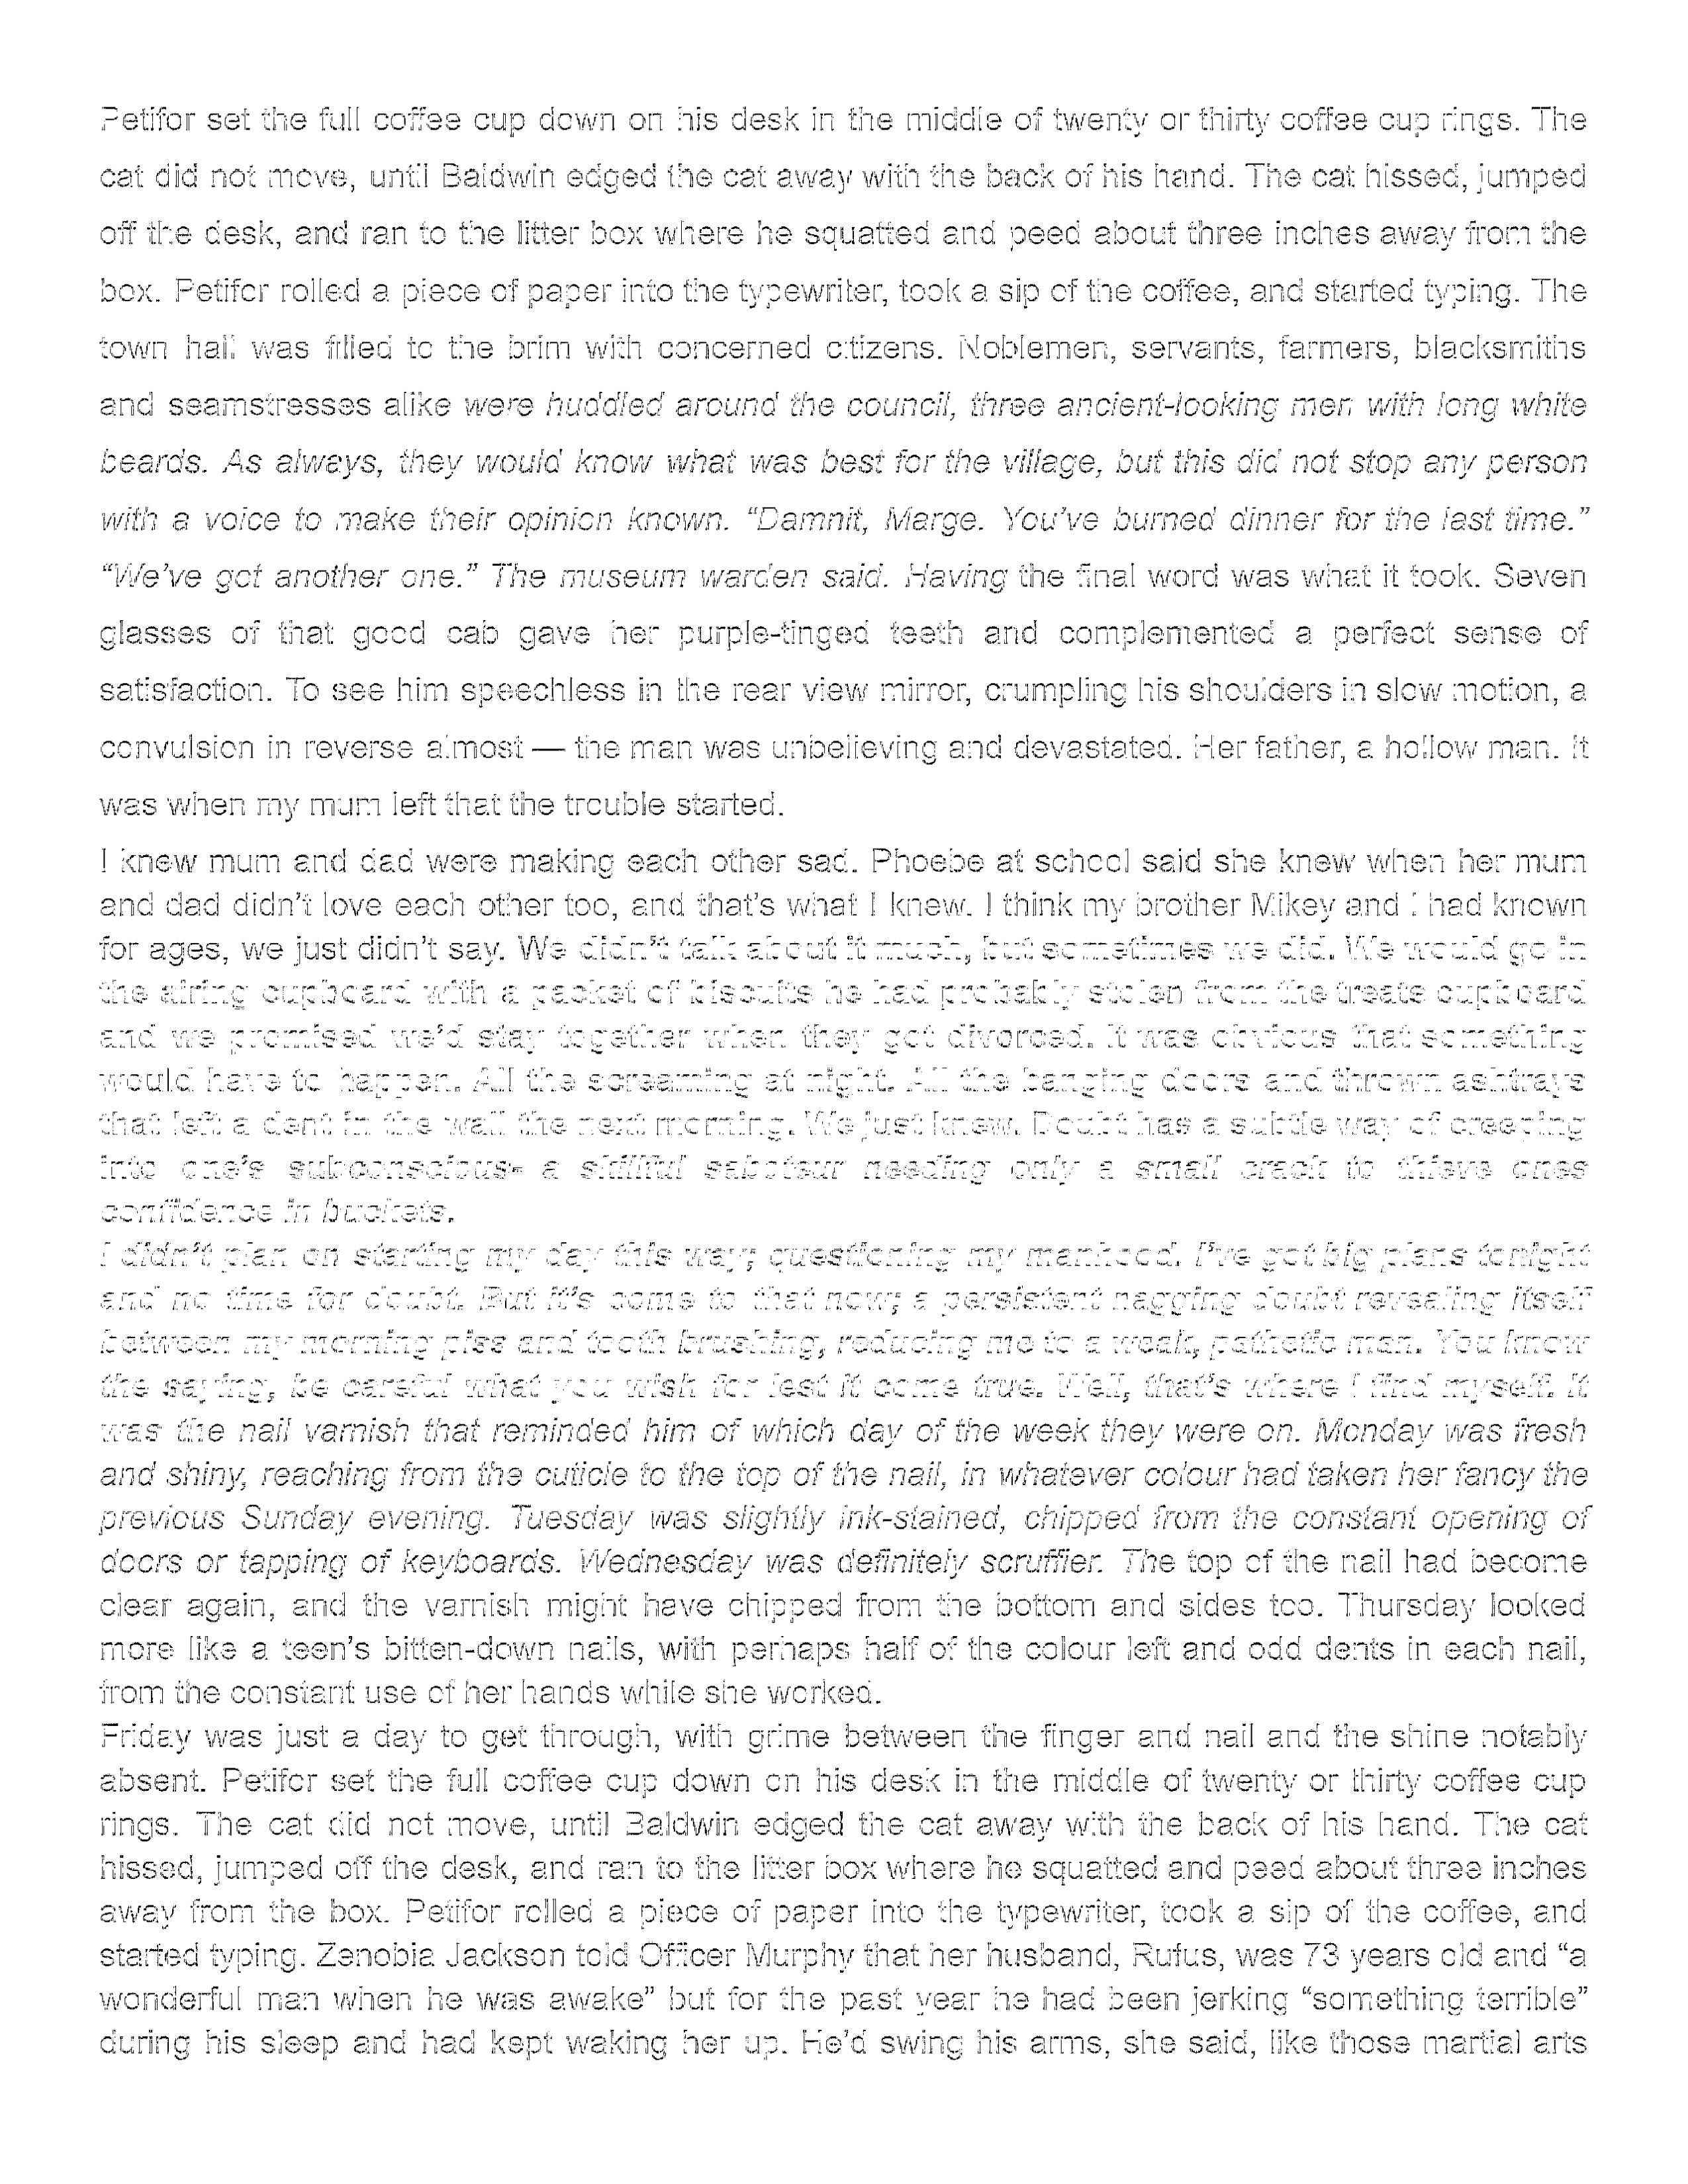 Petifor set the full coffee cup down on his desk in the middle of twenty or thirty coffee cup rings. The
cat did not move, until Baldwin edged the cat away with the back of his hand. The cat hissed, jumped
off the desk, and ran to the litter box where he squatted and peed about three inches away from the
box. Petifor rolled a piece of paper into the typewriter, took a sip of the coffee, and started typing. The
town hall was filled to the brim with concerned citizens. Noblemen, servants, farmers, blacksmiths
and seamstresses alike were huddled around the council, three ancient-looking men with long white
beards. As always, they would know what was best for the village, but this did not stop any person
with a voice to make their opinion known. “Damnit, Marge. You’ve burned dinner for the last time.”
“We’ve got another one.” The museum warden said. Having the final word was what it took. Seven
glasses of that good cab gave her purple-tinged teeth and complemented a perfect sense of
satisfaction. To see him speechless in the rear view mirror, crumpling his shoulders in slow motion, a
convulsion in reverse almost — the man was unbelieving and devastated. Her father, a hollow man. It
was when my mum left that the trouble started.
I knew mum and dad were making each other sad. Phoebe at school said she knew when her mum
and dad didn’t love each other too, and that’s what I knew. I think my brother Mikey and I had known
for ages, we just didn’t say. We didn’t talk about it much, but sometimes we did. We would go in
the airing cupboard with a packet of biscuits he had probably stolen from the treats cupboard
and we promised we’d stay together when they got divorced. It was obvious that something
would have to happen. All the screaming at night. All the banging doors and thrown ashtrays
that left a dent in the wall the next morning. We just knew. Doubt has a subtle way of creeping
into one’s subconscious- a skillful saboteur needing only a small crack to thieve ones
confidence in buckets.
I didn’t plan on starting my day this way; questioning my manhood. I’ve got big plans tonight
and no time for doubt. But it’s come to that now; a persistent nagging doubt revealing itself
between my morning piss and tooth brushing, reducing me to a weak, pathetic man. You know
the saying, be careful what you wish for lest it come true. Well, that’s where I find myself. It
was the nail varnish that reminded him of which day of the week they were on. Monday was fresh
and shiny, reaching from the cuticle to the top of the nail, in whatever colour had taken her fancy the
previous Sunday evening. Tuesday was slightly ink-stained, chipped from the constant opening of
doors or tapping of keyboards. Wednesday was definitely scruffier. The top of the nail had become
clear again, and the varnish might have chipped from the bottom and sides too. Thursday looked
more like a teen’s bitten-down nails, with perhaps half of the colour left and odd dents in each nail,
from the constant use of her hands while she worked.
Friday was just a day to get through, with grime between the finger and nail and the shine notably
absent. Petifor set the full coffee cup down on his desk in the middle of twenty or thirty coffee cup
rings. The cat did not move, until Baldwin edged the cat away with the back of his hand. The cat
hissed, jumped off the desk, and ran to the litter box where he squatted and peed about three inches
away from the box. Petifor rolled a piece of paper into the typewriter, took a sip of the coffee, and
started typing. Zenobia Jackson told Officer Murphy that her husband, Rufus, was 73 years old and “a
wonderful man when he was awake” but for the past year he had been jerking “something terrible”
during his sleep and had kept waking her up. He’d swing his arms, she said, like those martial arts